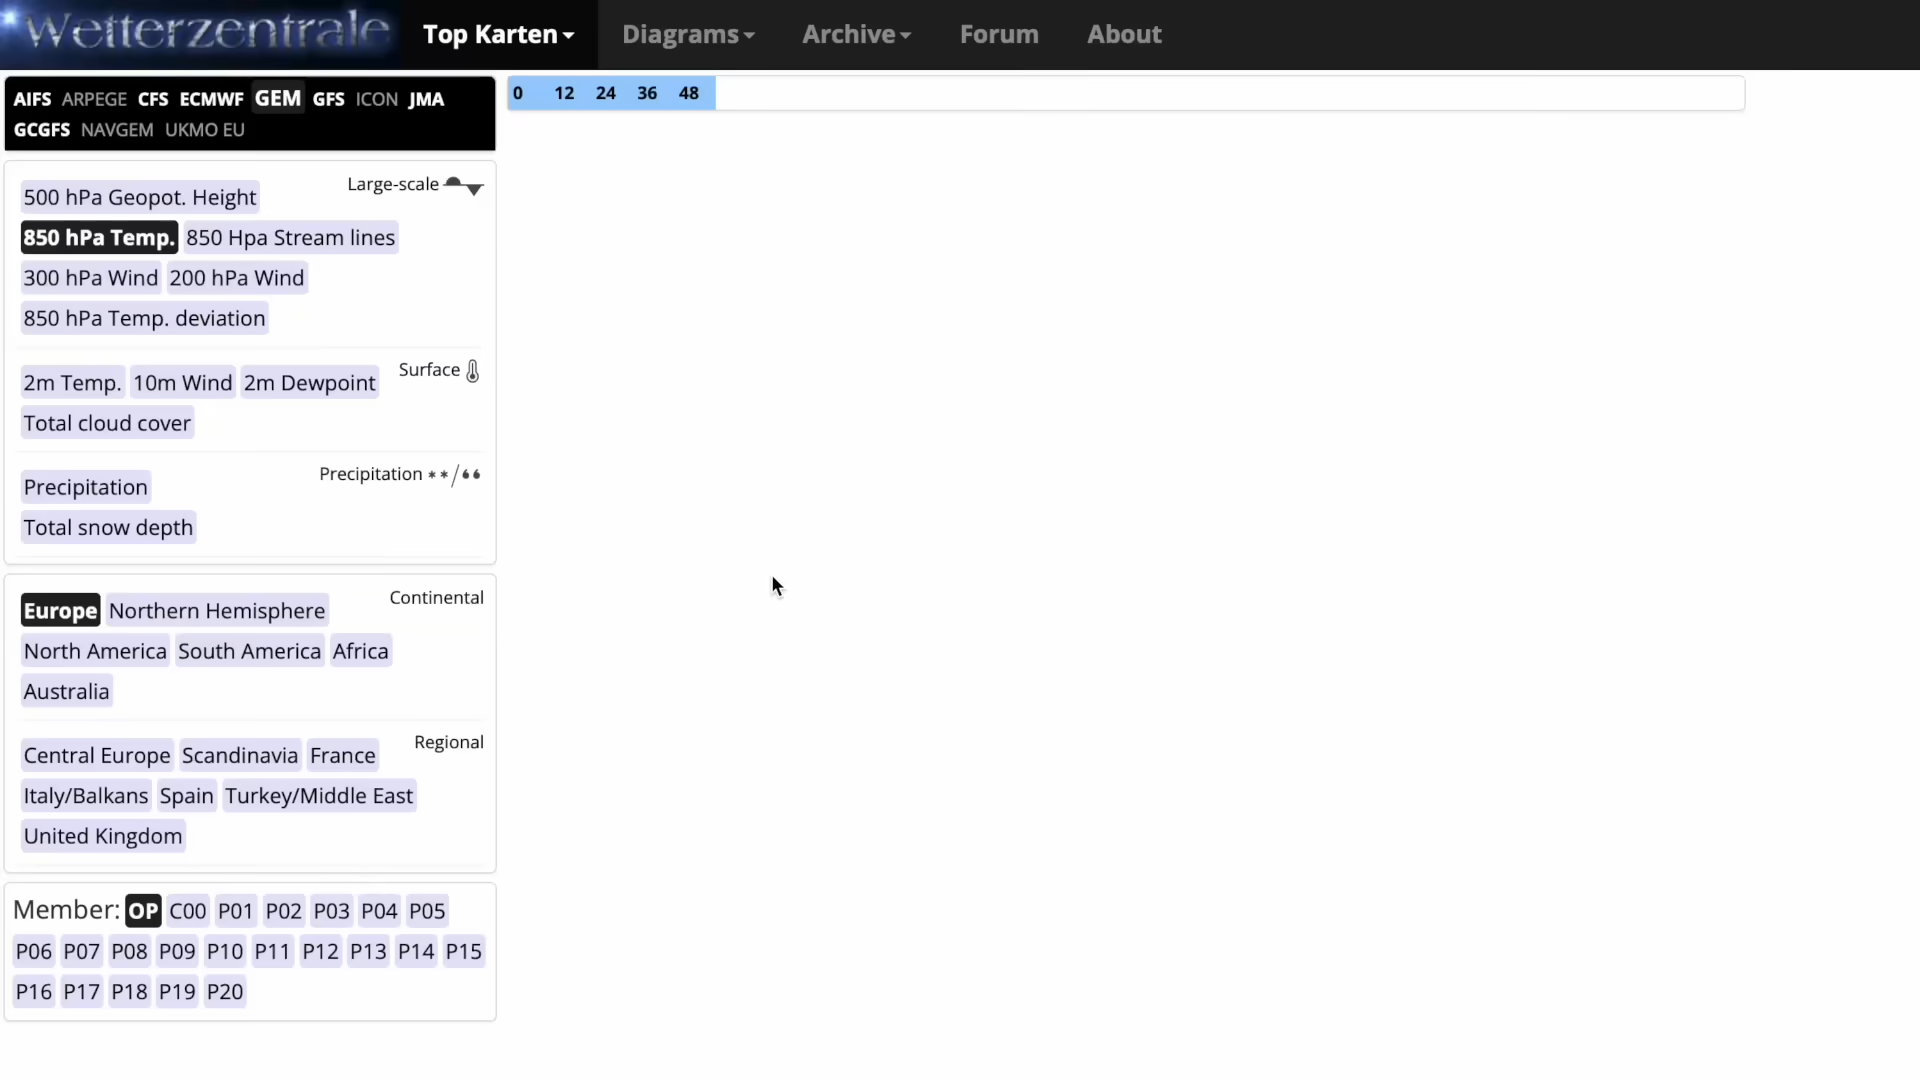 Wetterzentrale Top Karten Diagrams Archive Forum About
AIFS ARPEGE CFS ECMWF GEM GFS ICON JMA
GCGFS NAVGEM UKMO EU
0 12 24 36 48
Large-scale
500 hPa Geopot. Height
850 hPa Temp. 850 Hpa Stream lines
300 hPa Wind 200 hPa Wind
850 hPa Temp. deviation
Surface
2m Temp. 10m Wind 2m Dewpoint
Total cloud cover
Precipitation **/
Precipitation
Total snow depth
Continental
Europe Northern Hemisphere
North America South America Africa
Australia
Regional
Central Europe Scandinavia France
Italy/Balkans Spain Turkey/Middle East
United Kingdom
Member: OP C00 P01 P02 P03 P04 P05
P06 P07 P08 P09 P10 P11 P12 P13 P14 P15
P16 P17 P18 P19 P20